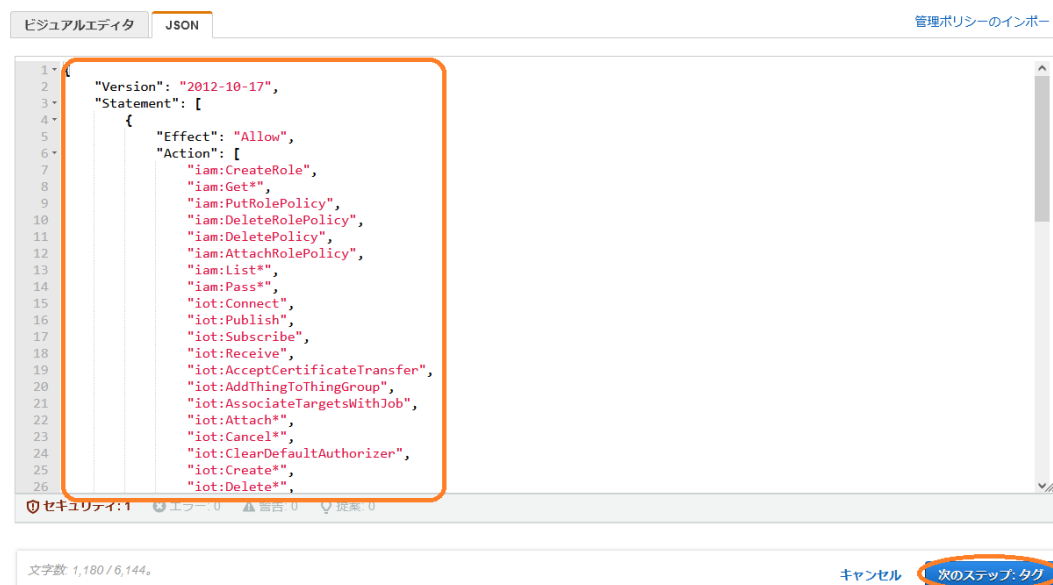 ビジュアルエディタ JSON 管理ポリシーのインポー
1 {
2 "Version": "2012-10-17",
3 "Statement": [
4 {
5 "Effect": "Allow",
6 "Action": [
7 "iam:CreateRole",
8 "iam:Get*",
9 "iam:PutRolePolicy",
10 "iam:DeleteRolePolicy",
11 "iam:DeletePolicy",
12 "iam:AttachRolePolicy",
13 "iam:List*",
14 "iam:Pass*",
15 "iot:Connect",
16 "iot:Publish",
17 "iot:Subscribe",
18 "iot:Receive",
19 "iot:AcceptCertificateTransfer",
20 "iot:AddThingToThingGroup",
21 "iot:AssociateTargetsWithJob",
22 "iot:Attach*",
23 "iot:Cancel*",
24 "iot:ClearDefaultAuthorizer",
25 "iot:Create*",
26 "iot:Delete*",
セキュリティ: 1 エラー: 0 警告: 0 提案: 0
文字数: 1,180 / 6,144。 キャンセル 次のステップ: タグ